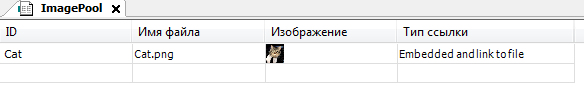 ImagePool
ID Имя файла Изображение Тип ссылки
Cat Cat.png Embedded and link to file